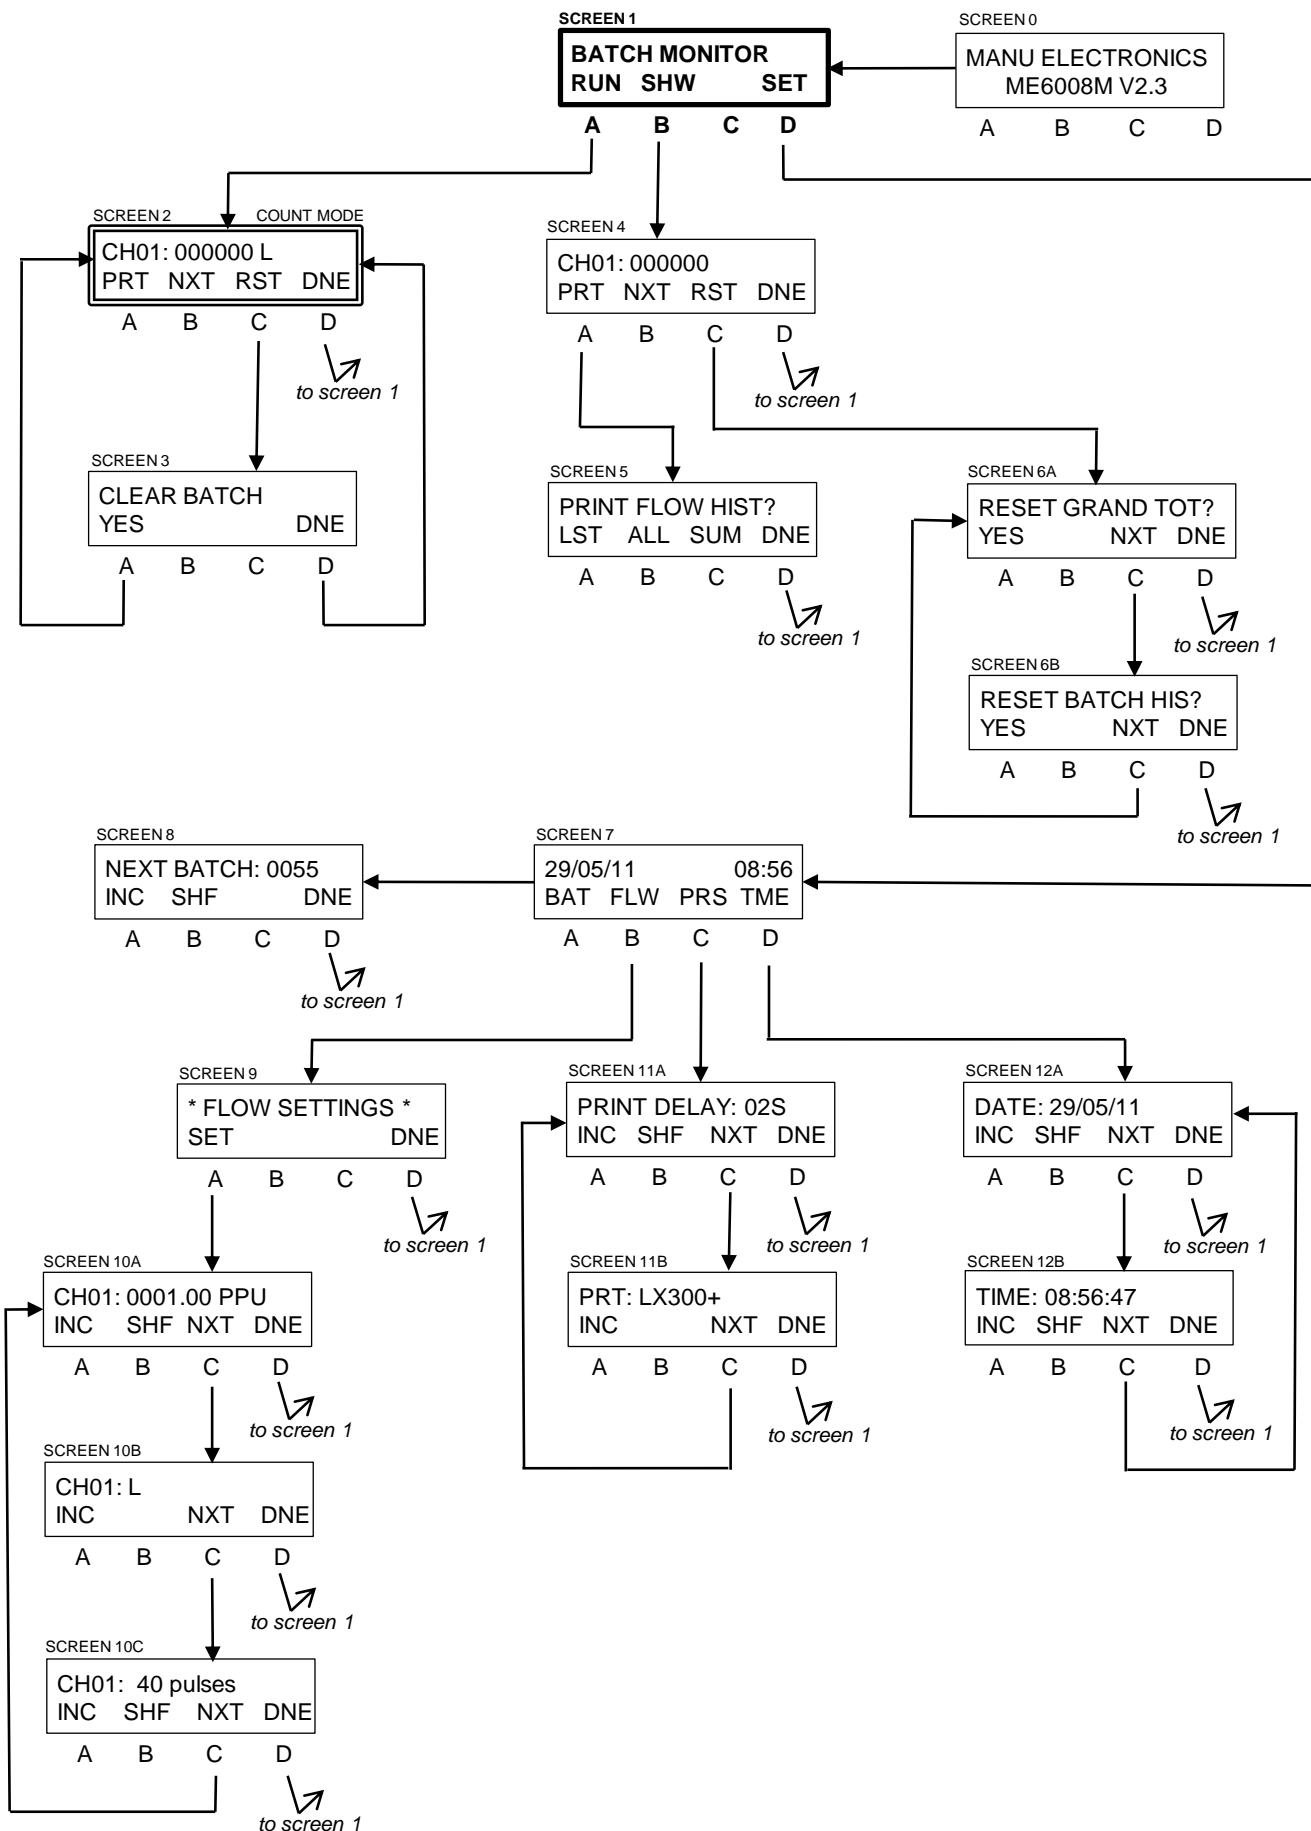 SCREEN 1
BATCH MONITOR
RUN SHW SET
A B C D
SCREEN 0
MANU ELECTRONICS
ME6008M V2.3
A B C D
SCREEN 2 COUNT MODE
CH01: 000000 L
PRT NXT RST DNE
A B C D
to screen 1
SCREEN 3
CLEAR BATCH
YES DNE
A B C D
SCREEN 4
CH01: 000000
PRT NXT RST DNE
A B C D
to screen 1
SCREEN 5
PRINT FLOW HIST?
LST ALL SUM DNE
A B C D
to screen 1
SCREEN 6A
RESET GRAND TOT?
YES NXT DNE
A B C D
to screen 1
SCREEN 6B
RESET BATCH HIS?
YES NXT DNE
A B C D
to screen 1
SCREEN 8
NEXT BATCH: 0055
INC SHF DNE
A B C D
to screen 1
SCREEN 7
29/05/11 08:56
BAT FLW PRS TME
A B C D
SCREEN 9
* FLOW SETTINGS *
SET DNE
A B C D
to screen 1
SCREEN 10A
CH01: 0001.00 PPU
INC SHF NXT DNE
A B C D
to screen 1
SCREEN 10B
CH01: L
INC NXT DNE
A B C D
to screen 1
SCREEN 10C
CH01: 40 pulses
INC SHF NXT DNE
A B C D
to screen 1
SCREEN 11A
PRINT DELAY: 02S
INC SHF NXT DNE
A B C D
to screen 1
SCREEN 11B
PRT: LX300+
INC NXT DNE
A B C D
to screen 1
SCREEN 12A
DATE: 29/05/11
INC SHF NXT DNE
A B C D
to screen 1
SCREEN 12B
TIME: 08:56:47
INC SHF NXT DNE
A B C D
to screen 1